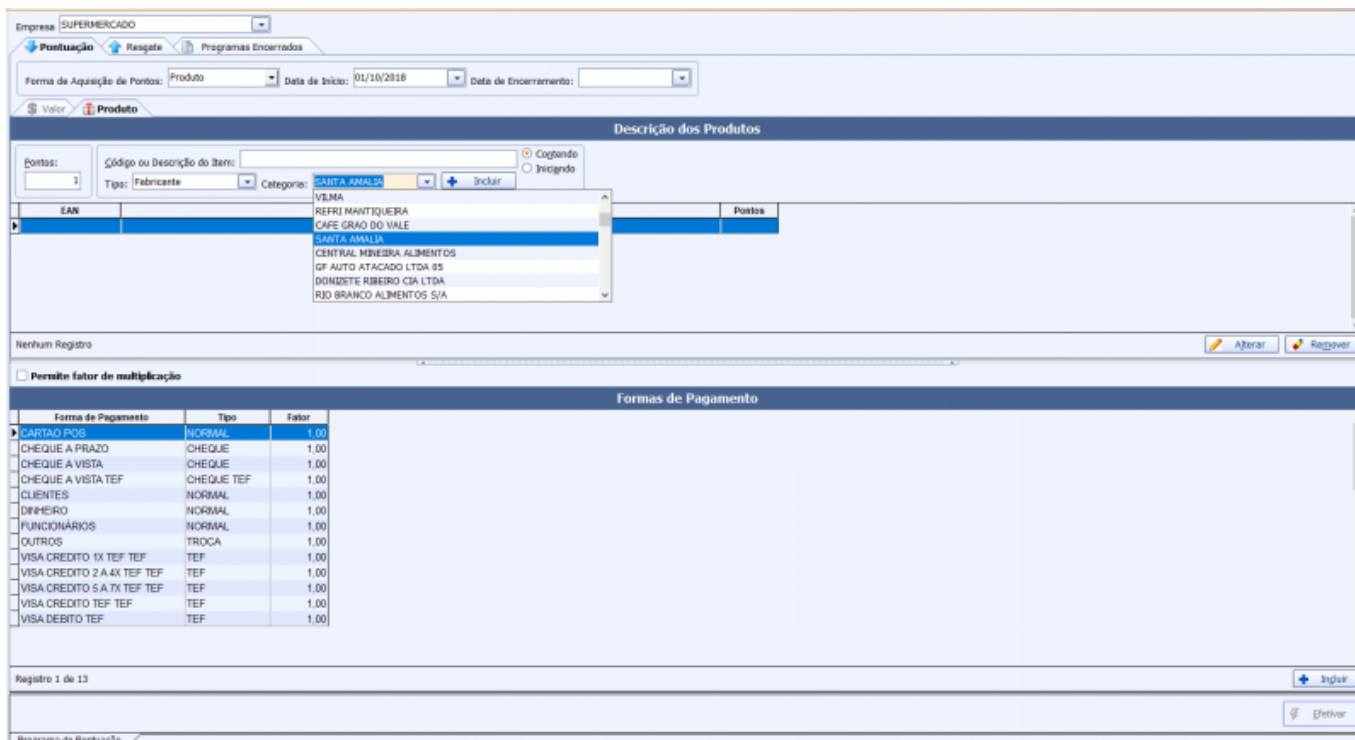 Empresa SUPERMERCADO
Pontuação Resgate Programas Encerrados
Forma de Aquisição de Pontos: Produto Data de Início: 01/10/2018 Data de Encerramento:
$ Valor Produto
Descrição dos Produtos
Pontos: Código ou Descrição do Item: Contendo
Iniciando
1 Tipo: Fabricante Categoria: SANTA AMALIA Incluir
VILMA
EAN REFRI MANTIQUEIRA Pontos
CAFE GRAO DO VALE
SANTA AMALIA
CENTRAL MINEIRA ALIMENTOS
GF AUTO ATACADO LTDA 05
DONIZETE RIBEIRO CIA LTDA
RIO BRANCO ALIMENTOS S/A
Nenhum Registro Alterar Remover
Permite fator de multiplicação
Formas de Pagamento
Forma de Pagamento Tipo Fator
CARTAO POS NORMAL 1,00
CHEQUE A PRAZO CHEQUE 1,00
CHEQUE A VISTA CHEQUE 1,00
CHEQUE A VISTA TEF CHEQUE TEF 1,00
CLIENTES NORMAL 1,00
DINHEIRO NORMAL 1,00
FUNCIONÁRIOS NORMAL 1,00
OUTROS TROCA 1,00
VISA CREDITO 1X TEF TEF TEF 1,00
VISA CREDITO 2 A 4X TEF TEF TEF 1,00
VISA CREDITO 5 A 7X TEF TEF TEF 1,00
VISA CREDITO TEF TEF TEF 1,00
VISA DEBITO TEF TEF 1,00
Registro 1 de 13 Incluir
Efetivar
Programa de Pontuação